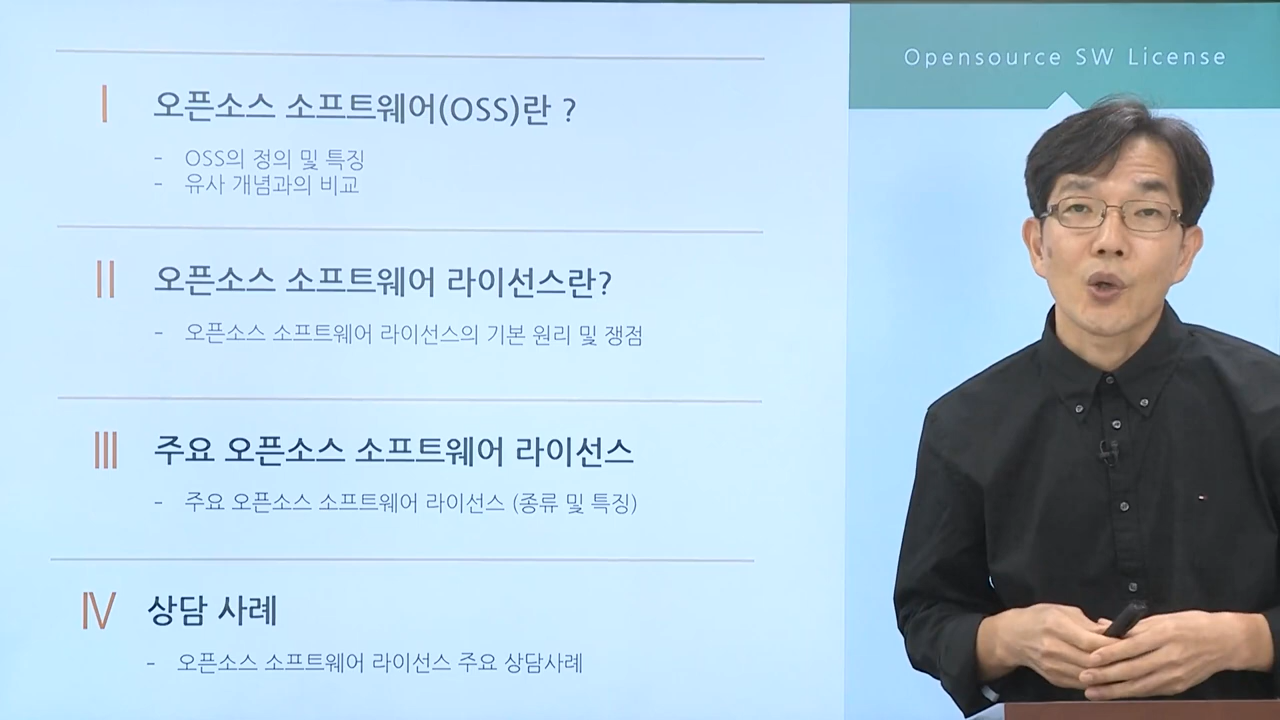 Opensource SW License
Ⅰ 오픈소스 소프트웨어(OSS)란 ?
- OSS의 정의 및 특징
- 유사 개념과의 비교
Ⅱ 오픈소스 소프트웨어 라이선스란?
- 오픈소스 소프트웨어 라이선스의 기본 원리 및 쟁점
Ⅲ 주요 오픈소스 소프트웨어 라이선스
- 주요 오픈소스 소프트웨어 라이선스 (종류 및 특징)
Ⅳ 상담 사례
- 오픈소스 소프트웨어 라이선스 주요 상담사례